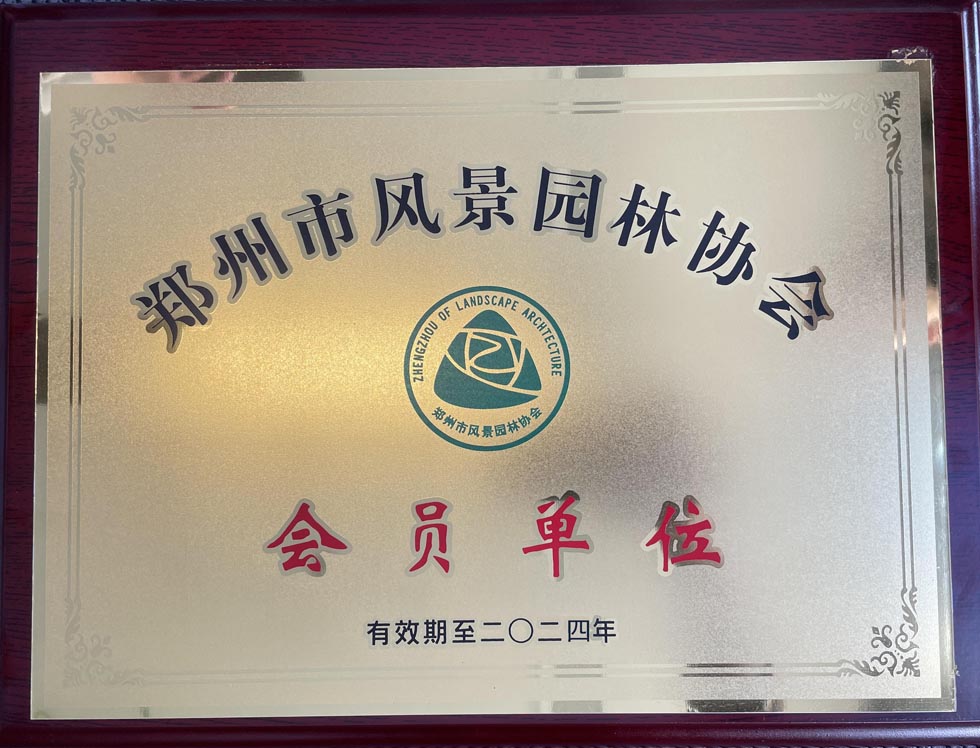 郑州市风景园林协会
ZHENGZHOU OF LANDSCAPE ARCHTECTURE
郑州市风景园林协会
会员单位
有效期至二〇二四年